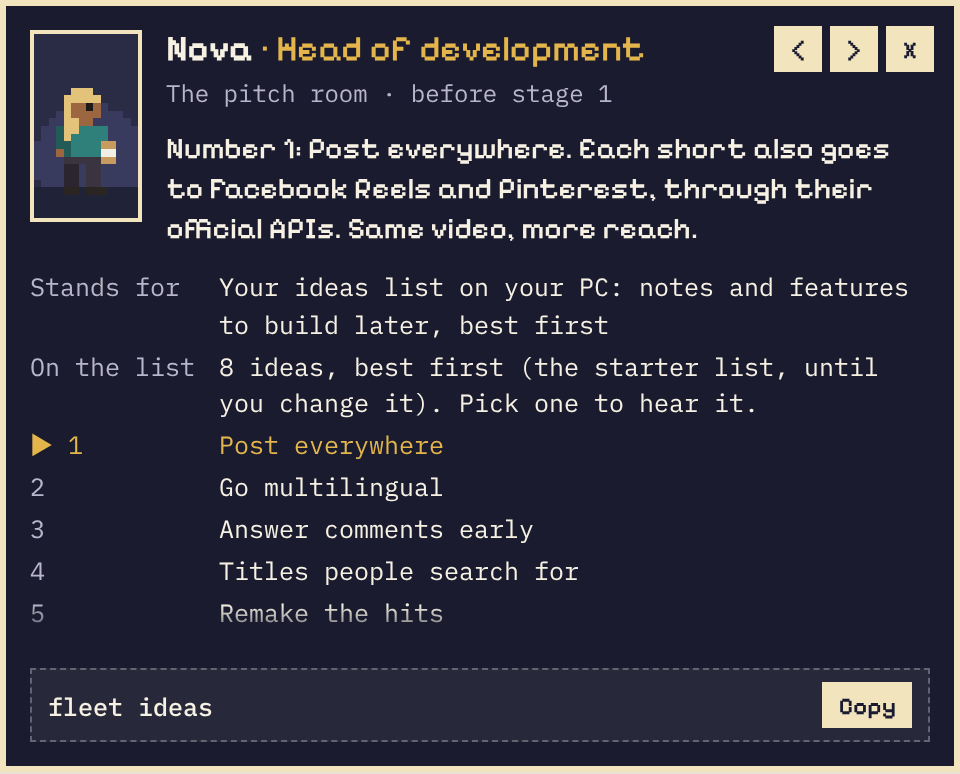 Nova · Head of development
< > x
The pitch room · before stage 1
Number 1: Post everywhere. Each short also goes
to Facebook Reels and Pinterest, through their
official APIs. Same video, more reach.
Stands for Your ideas list on your PC: notes and features
to build later, best first
On the list 8 ideas, best first (the starter list, until
you change it). Pick one to hear it.
▶ 1 Post everywhere
2 Go multilingual
3 Answer comments early
4 Titles people search for
5 Remake the hits
fleet ideas Copy